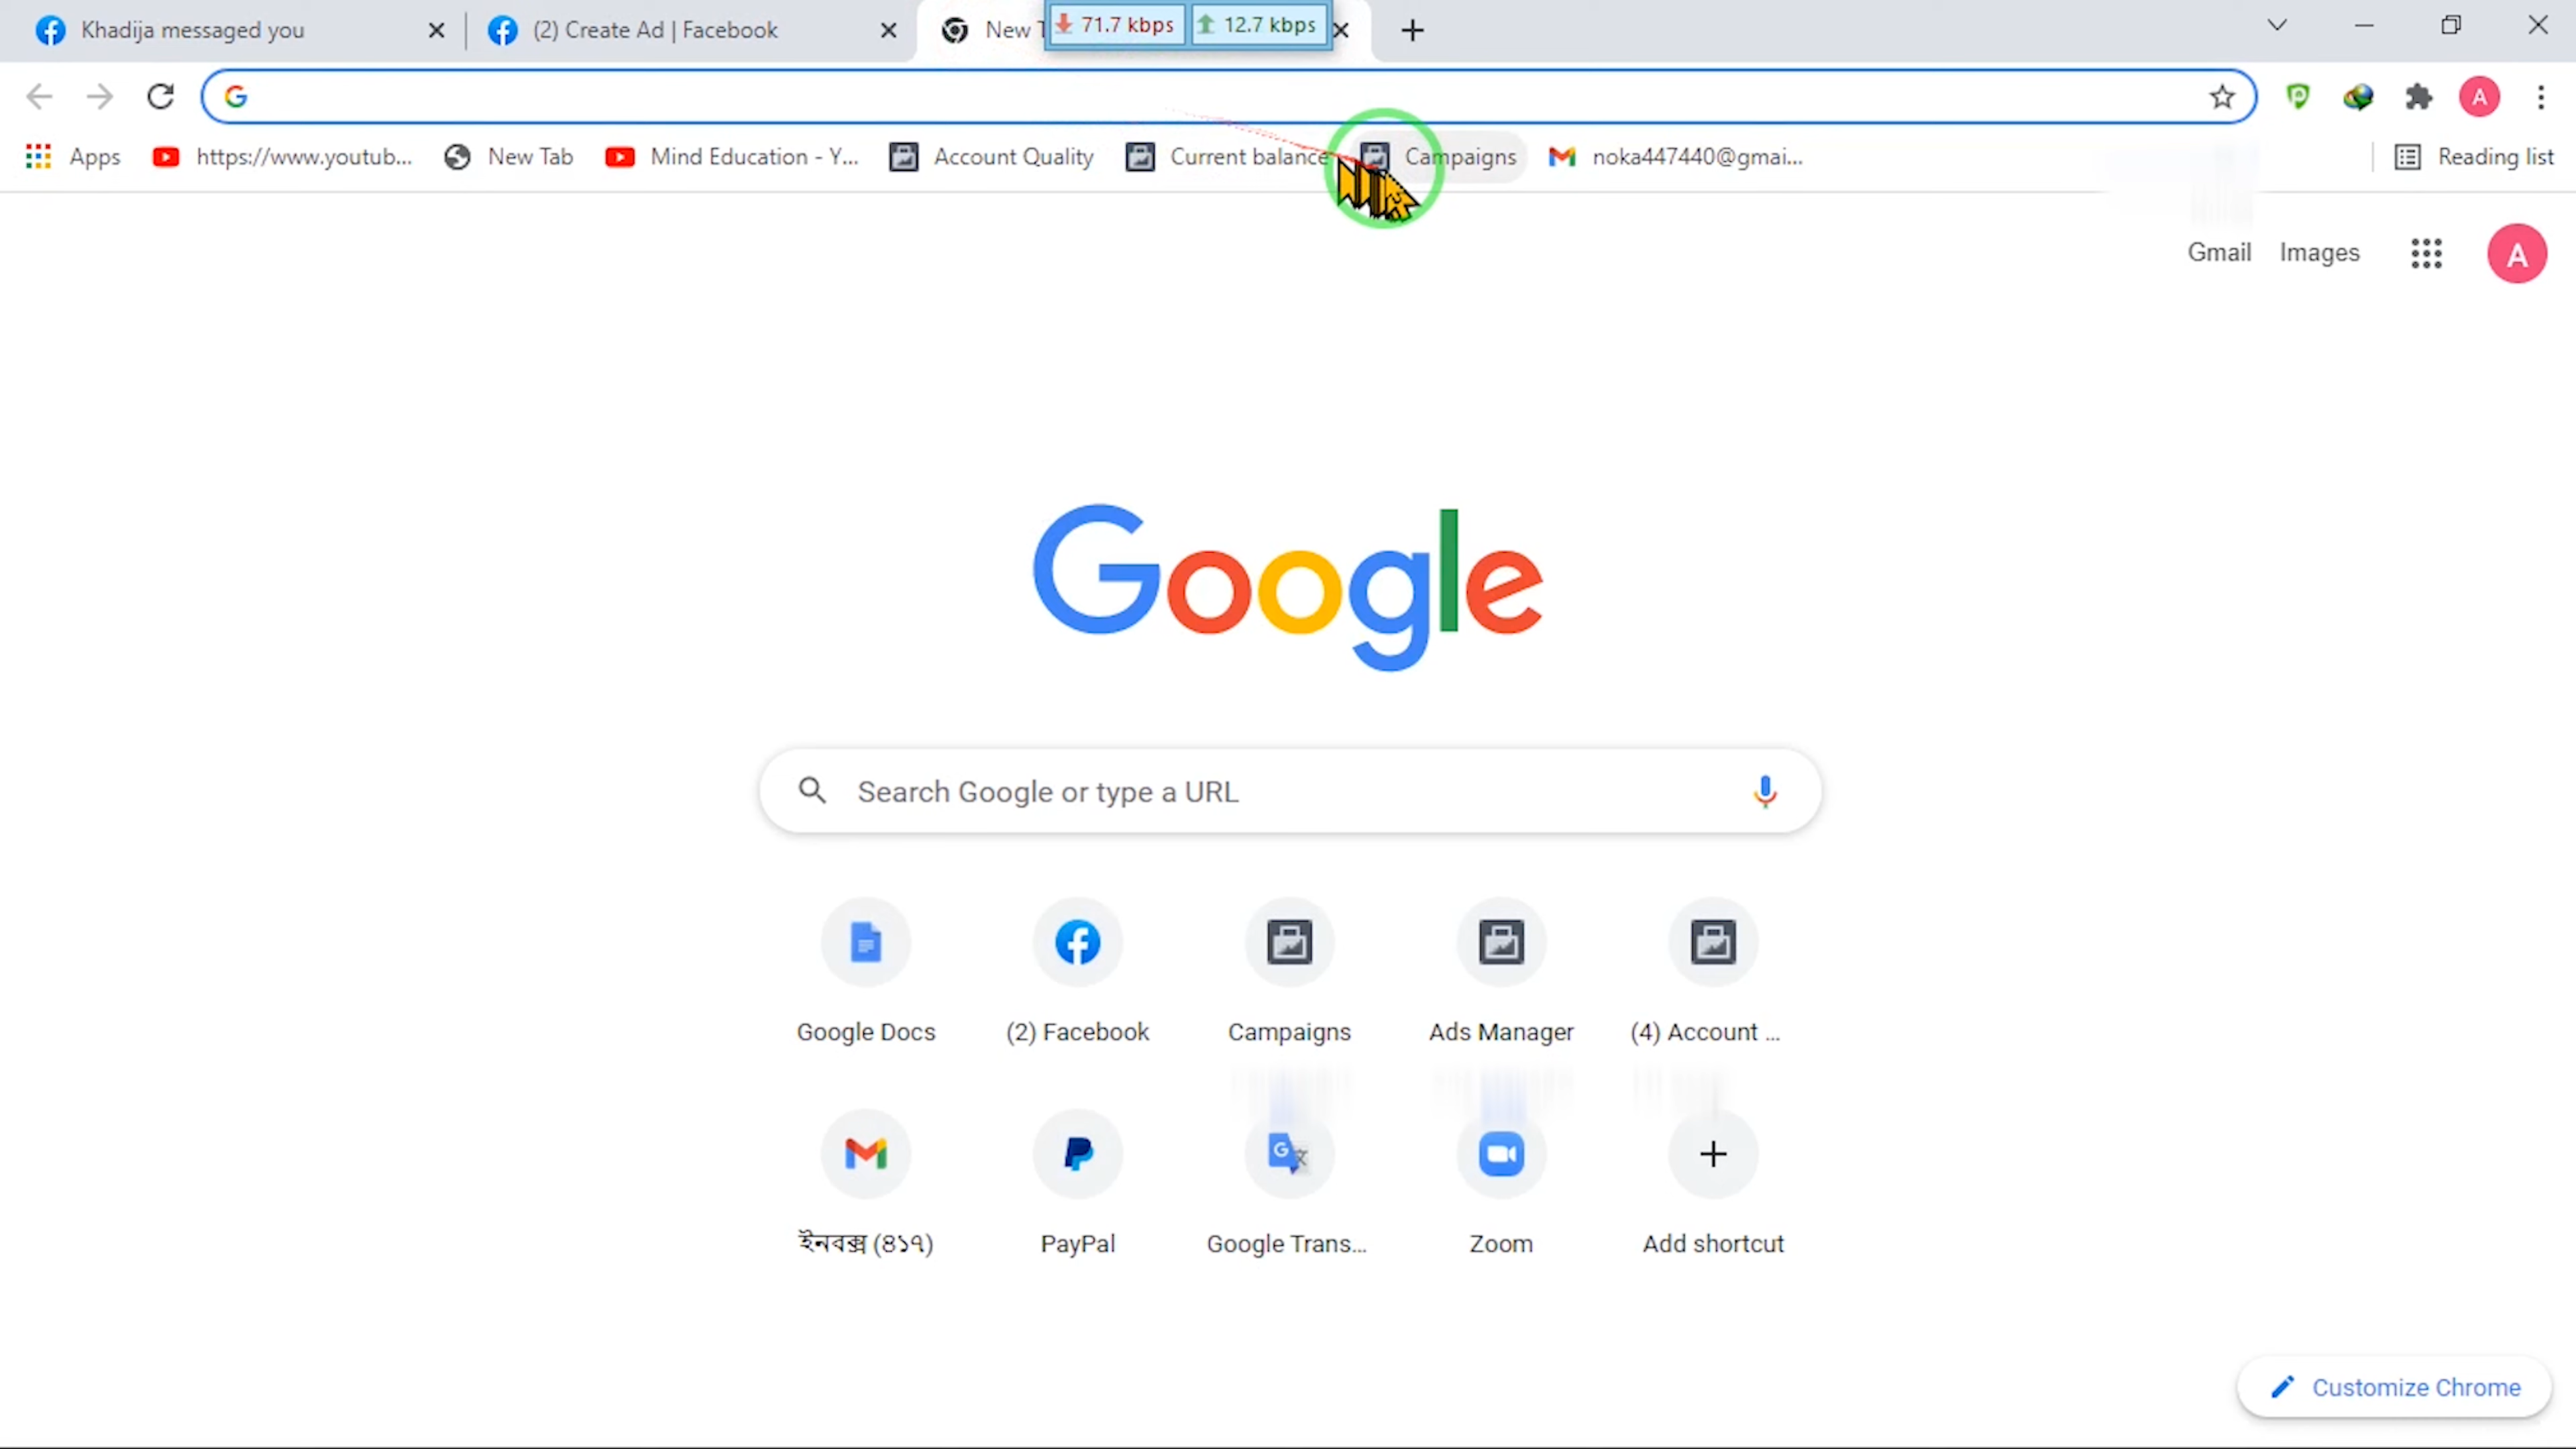 Khadija messaged you
(2) Create Ad | Facebook
New T
71.7 kbps
12.7 kbps
Apps
https://www.youtub...
New Tab
Mind Education - Y...
Account Quality
Current balance
Campaigns
noka447440@gmai...
Reading list
Gmail
Images
A
A
Google
Search Google or type a URL
Google Docs
(2) Facebook
Campaigns
Ads Manager
(4) Account ...
ইনবক্স (৪১৭)
PayPal
Google Trans...
Zoom
Add shortcut
Customize Chrome